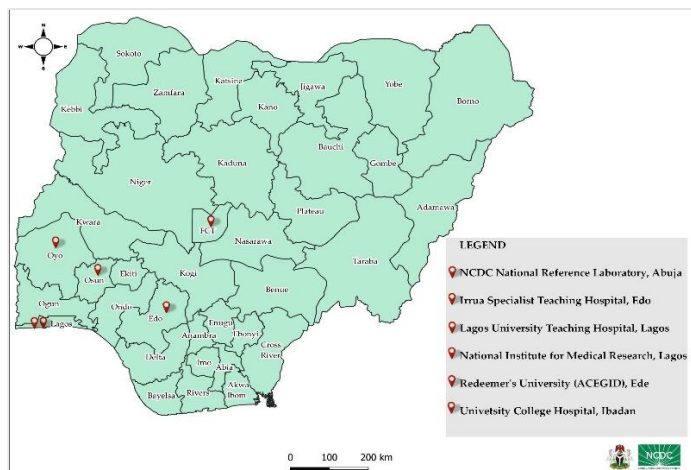 N
W E
S
Sokoto
Katsina
Jigawa
Yobe
Borno
Zamfara
Kano
Kebbi
Bauchi
Gombe
Kaduna
Niger
Adamawa
Plateau
Kwara
FCT
Nasarawa
Taraba
Oyo
Osun
Ekiti
Kogi
Benue
Ogun
Ondo
Edo
Lagos
Enugu
Anambra
Ebonyi
Cross
River
Delta
Imo
Abia
Akwa
Ibom
Bayelsa
Rivers
LEGEND
NCDC National Reference Laboratory, Abuja
Irrua Specialist Teaching Hospital, Edo
Lagos University Teaching Hospital, Lagos
National Institute for Medical Research, Lagos
Redeemer's University (ACEGID), Ede
Univetsity College Hospital, Ibadan
0 100 200 km
NCDC